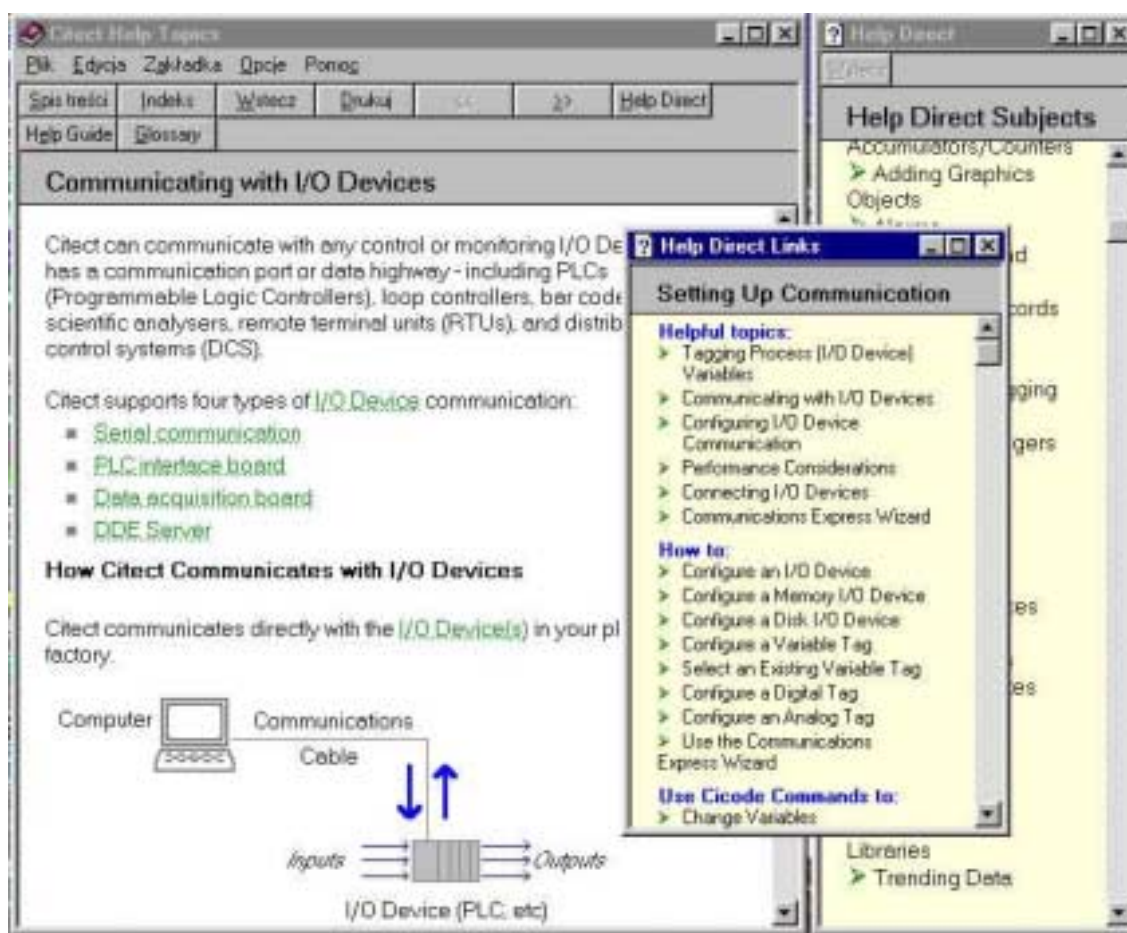 Citect Help Topics
Plik Edycja Zakładka Opcje Pomoc
Spis treści Indeks Wstecz Drukuj << >> Help Direct
Help Guide Glossary
Communicating with I/O Devices
Citect can communicate with any control or monitoring I/O De
has a communication port or data highway - including PLCs
(Programmable Logic Controllers), loop controllers, bar code
scientific analysers, remote terminal units (RTUs), and distrib
control systems (DCS).
Citect supports four types of I/O Device communication:
Serial communication
PLC interface board
Data acquisition board
DDE Server
How Citect Communicates with I/O Devices
Citect communicates directly with the I/O Device(s) in your pl
factory.
Computer
Communications
Cable
Inputs
Outputs
I/O Device (PLC, etc)
Help Direct
Wstecz
Help Direct Subjects
Accumulators/Counters
Adding Graphics
Objects
Alarms
cords
gging
gers
Libraries
Trending Data
Help Direct Links
Setting Up Communication
Helpful topics:
Tagging Process (I/O Device)
Variables
Communicating with I/O Devices
Configuring I/O Device
Communication
Performance Considerations
Connecting I/O Devices
Communications Express Wizard
How to:
Configure an I/O Device
Configure a Memory I/O Device
Configure a Disk I/O Device
Configure a Variable Tag
Select an Existing Variable Tag
Configure a Digital Tag
Configure an Analog Tag
Use the Communications
Express Wizard
Use Cicode Commands to:
Change Variables